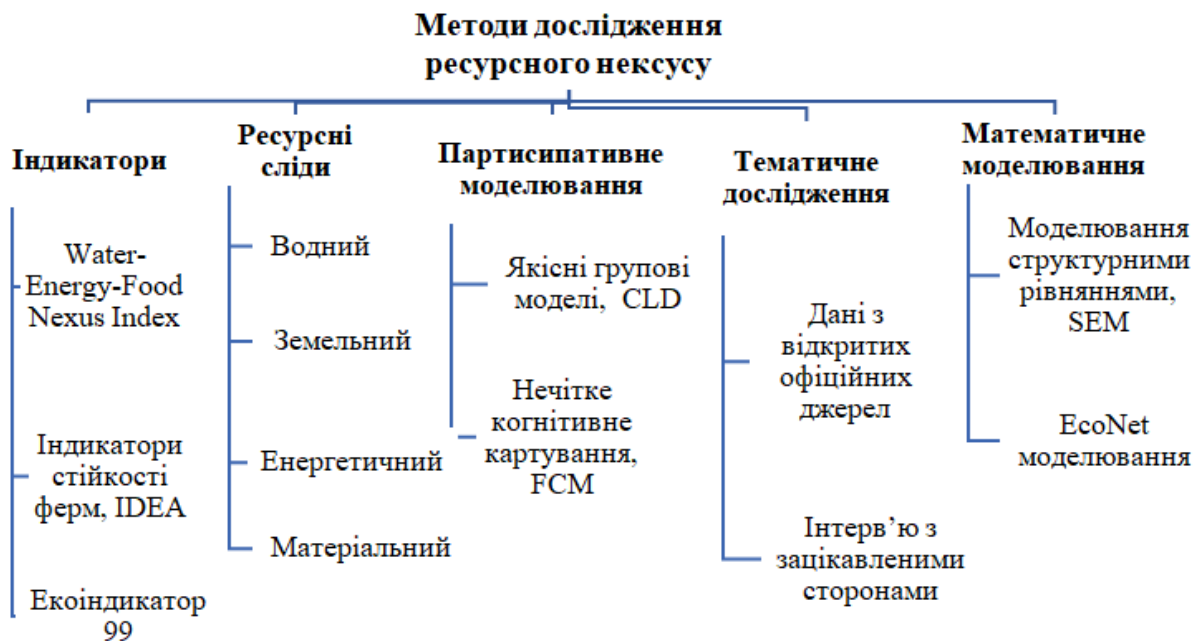 Методи дослідження
ресурсного нексусу
Індикатори
Water-
Energy-Food
Nexus Index
Індикатори
стійкості
ферм, IDEA
Екоіндикатор
99
Ресурсні
сліди
Водний
Земельний
Енергетичний
Матеріальний
Партисипативне
моделювання
Якісні групові
моделі, CLD
Нечітке
когнітивне
картування,
FCM
Тематичне
дослідження
Дані з
відкритих
офіційних
джерел
Інтерв’ю з
зацікавленими
сторонами
Математичне
моделювання
Моделювання
структурними
рівняннями,
SEM
EcoNet
моделювання